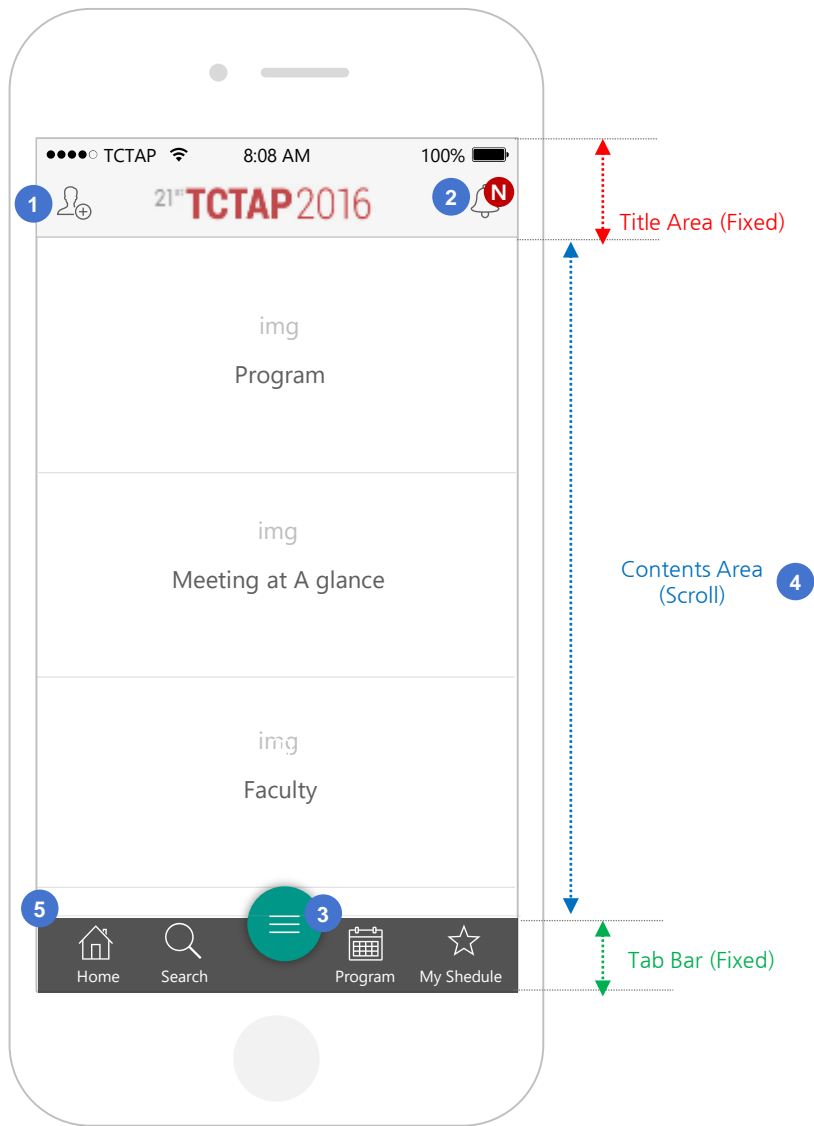 TCTAP 8:08 AM 100%
1 21ST TCTAP 2016 2 N
Title Area (Fixed)
img
Program
img
Meeting at A glance
Contents Area 4
(Scroll)
img
Faculty
5 3
Home Search Program My Shedule
Tab Bar (Fixed)